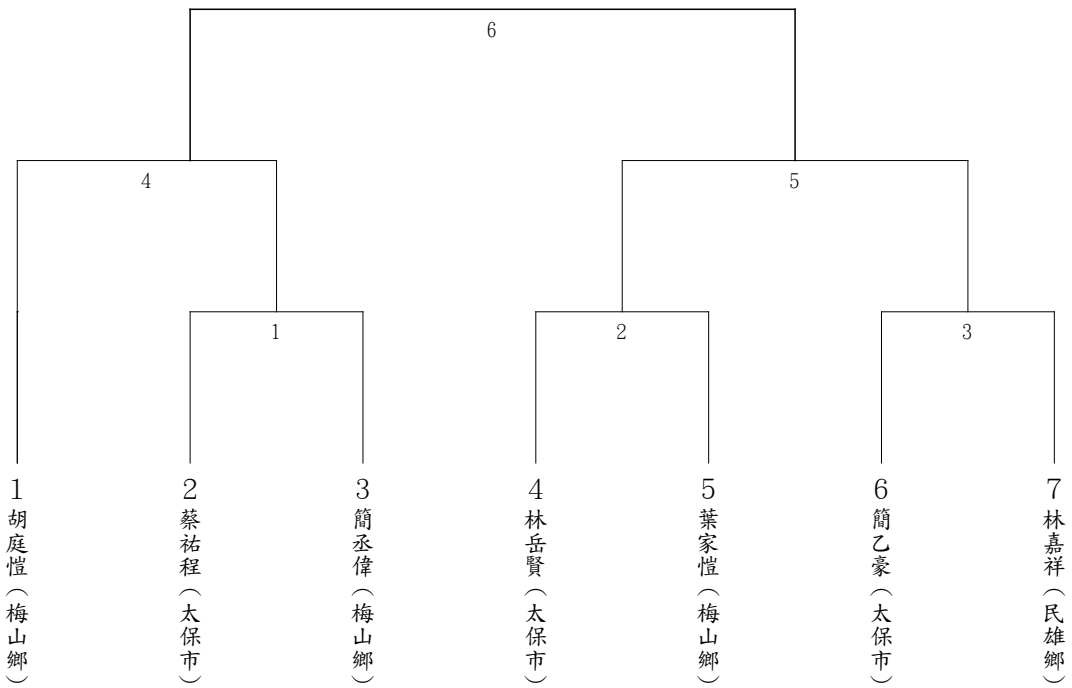 6
4
5
1
2
3
1 胡庭愷（梅山鄉）
2 蔡祐程（太保市）
3 簡丞偉（梅山鄉）
4 林岳賢（太保市）
5 葉家愷（梅山鄉）
6 簡乙豪（太保市）
7 林嘉祥（民雄鄉）